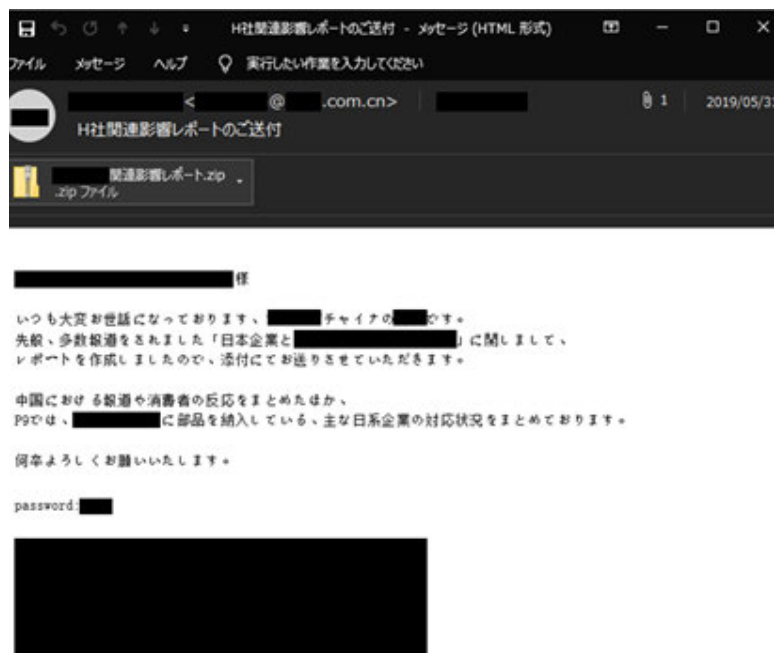 H社関連影響レポートのご送付 - メッセージ (HTML 形式)
ファイル メッセージ ヘルプ 実行したい作業を入力してください
< @ .com.cn> 1 2019/05/31
H社関連影響レポートのご送付
関連影響レポート.zip
.zip ファイル
様
いつも大変お世話になっております、 チャイナの です。
先般、多数報道をされました「日本企業と 」に関しまして、
レポートを作成しましたので、添付にてお送りさせていただきます。
中国における報道や消費者の反応をまとめたほか、
P9では、 に部品を納入している、主な日系企業の対応状況をまとめております。
何卒よろしくお願いいたします。
password: